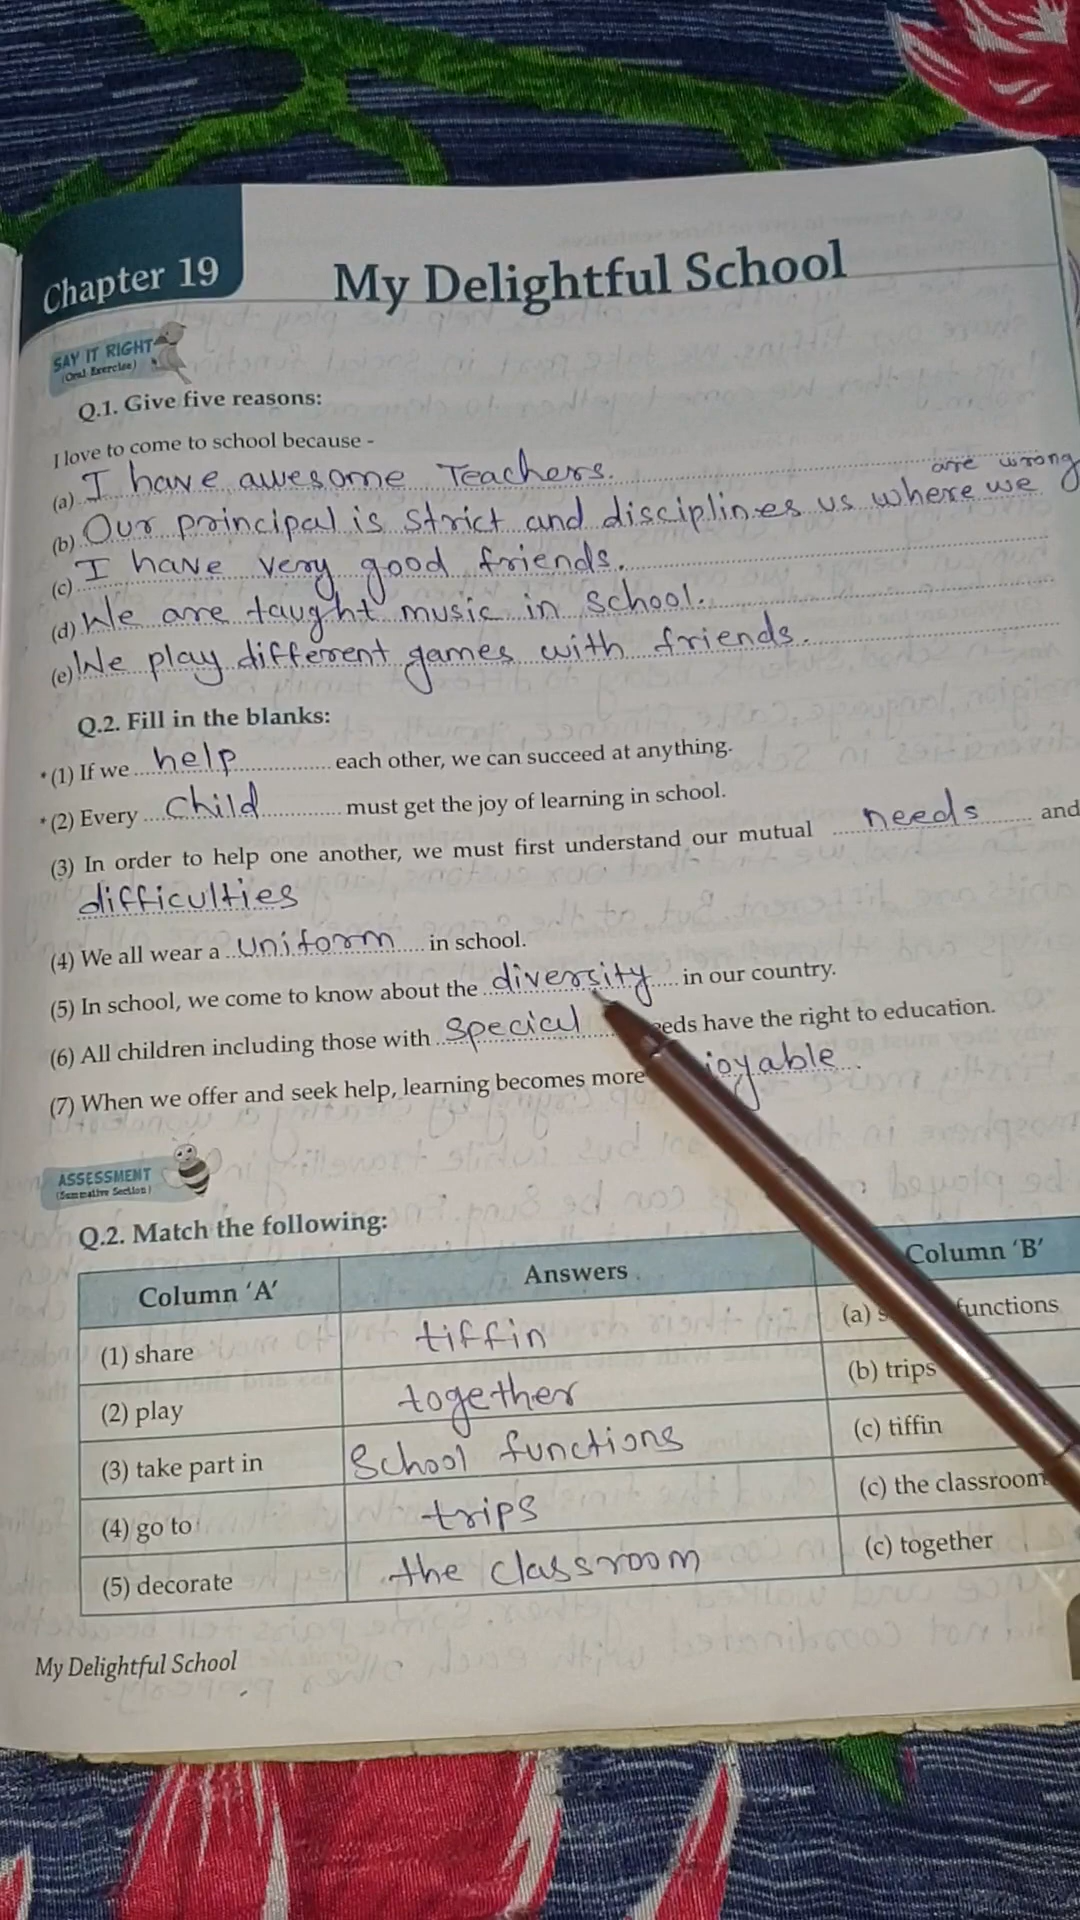 Chapter 19
My Delightful School
SAY IT RIGHT
(Oral Exercise)
Q.1. Give five reasons:
I love to come to school because -
(a) I have awesome Teachers.
are wrong
(b) Our principal is strict and disciplines us where we
(c) I have very good friends.
(d) We are taught music in school.
(e) We play different games with friends.
Q.2. Fill in the blanks:
*(1) If we help each other, we can succeed at anything.
*(2) Every child must get the joy of learning in school.
(3) In order to help one another, we must first understand our mutual needs and
difficulties
(4) We all wear a uniform in school.
(5) In school, we come to know about the diversity in our country.
(6) All children including those with special eeds have the right to education.
(7) When we offer and seek help, learning becomes more joyable.
ASSESSMENT
(Summative Section)
Q.2. Match the following:
Column 'A' Answers Column 'B'
(1) share tiffin (a) s functions
(2) play together (b) trips
(3) take part in School functions (c) tiffin
(4) go to trips (c) the classroom
(5) decorate the classroom (c) together
My Delightful School